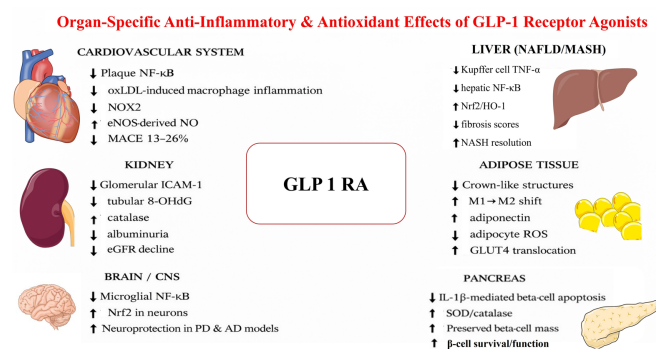 Organ-Specific Anti-Inflammatory & Antioxidant Effects of GLP-1 Receptor Agonists
CARDIOVASCULAR SYSTEM
↓ Plaque NF-κB
↓ oxLDL-induced macrophage inflammation
↓ NOX2
↑ eNOS-derived NO
↓ MACE 13–26%
KIDNEY
↓ Glomerular ICAM-1
↓ tubular 8-OHdG
↑ catalase
↓ albuminuria
↓ eGFR decline
BRAIN / CNS
↓ Microglial NF-κB
↑ Nrf2 in neurons
↑ Neuroprotection in PD & AD models
GLP 1 RA
LIVER (NAFLD/MASH)
↓ Kupffer cell TNF-α
↓ hepatic NF-κB
↑ Nrf2/HO-1
↓ fibrosis scores
↑ NASH resolution
ADIPOSE TISSUE
↓ Crown-like structures
↑ M1→M2 shift
↑ adiponectin
↓ adipocyte ROS
↑ GLUT4 translocation
PANCREAS
↓ IL-1β-mediated beta-cell apoptosis
↑ SOD/catalase
↑ Preserved beta-cell mass
↑ β-cell survival/function